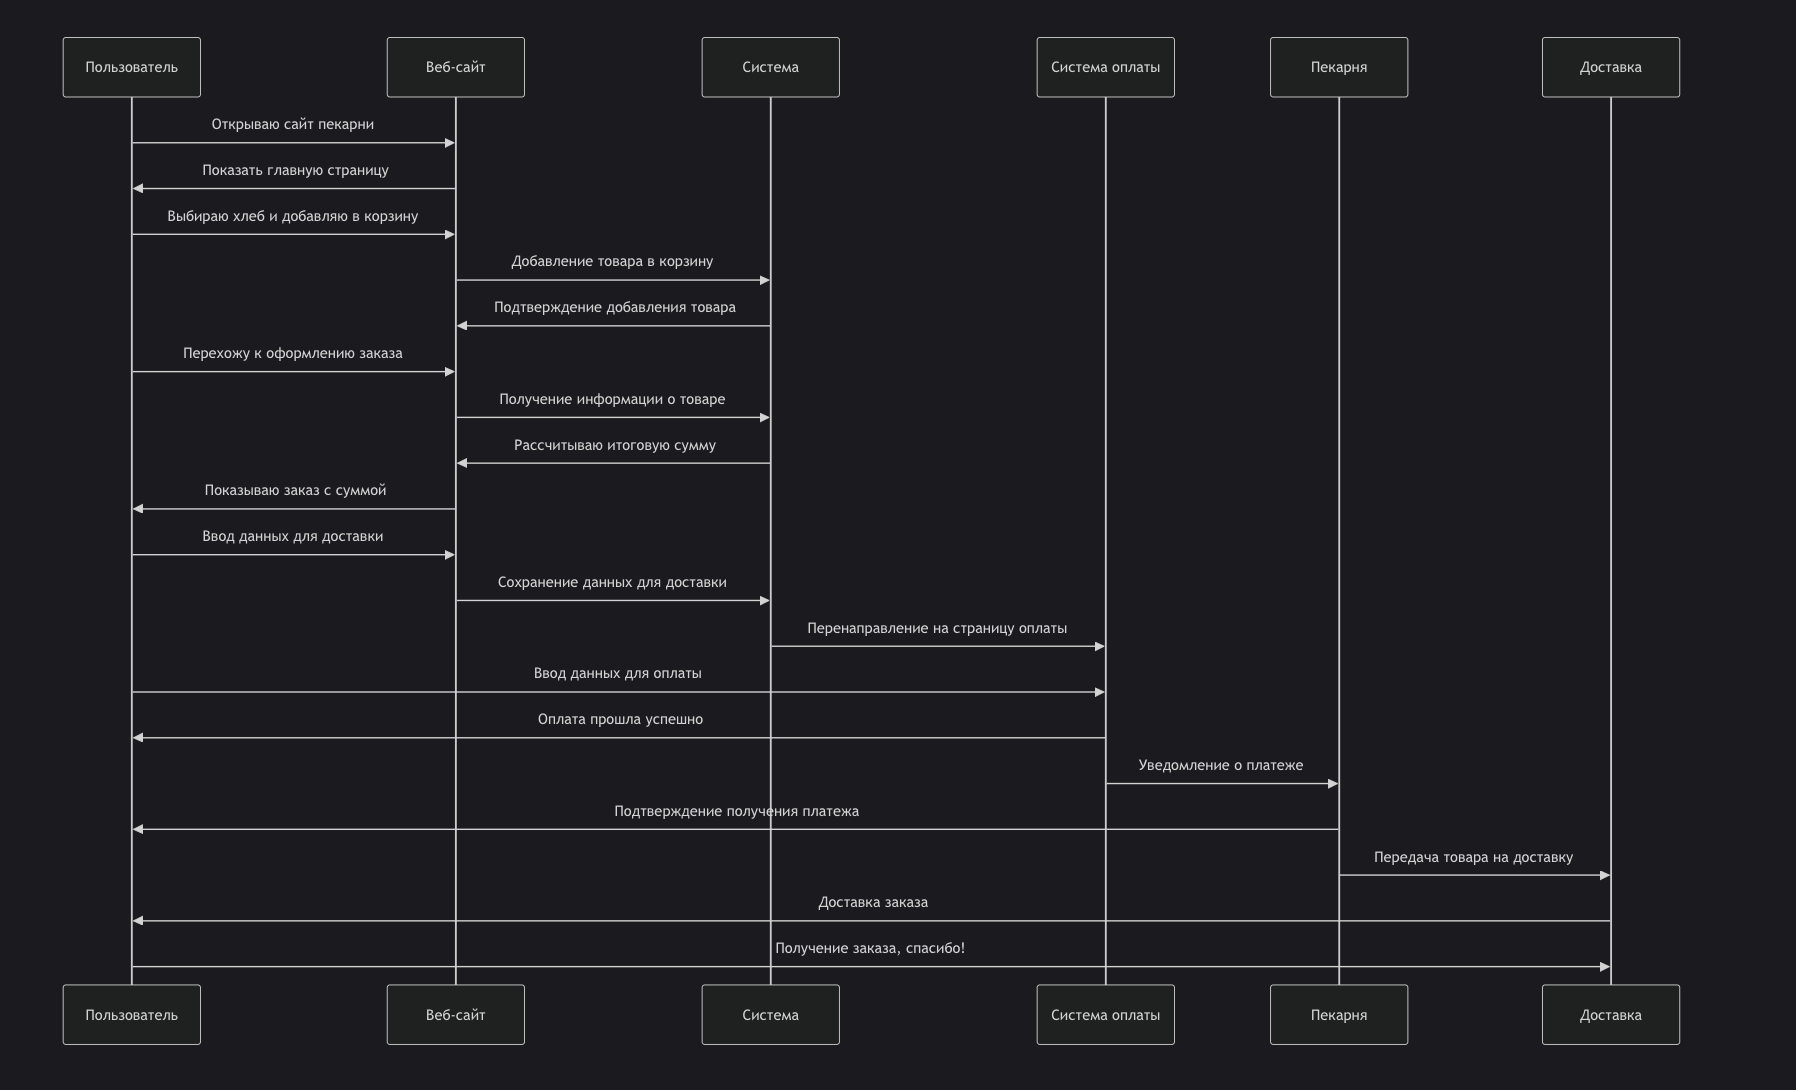 Пользователь
Веб-сайт
Система
Система оплаты
Пекарня
Доставка
Открываю сайт пекарни
Показать главную страницу
Выбираю хлеб и добавляю в корзину
Добавление товара в корзину
Подтверждение добавления товара
Перехожу к оформлению заказа
Получение информации о товаре
Рассчитываю итоговую сумму
Показываю заказ с суммой
Ввод данных для доставки
Сохранение данных для доставки
Перенаправление на страницу оплаты
Ввод данных для оплаты
Оплата прошла успешно
Уведомление о платеже
Подтверждение получения платежа
Передача товара на доставку
Доставка заказа
Получение заказа, спасибо!
Пользователь
Веб-сайт
Система
Система оплаты
Пекарня
Доставка